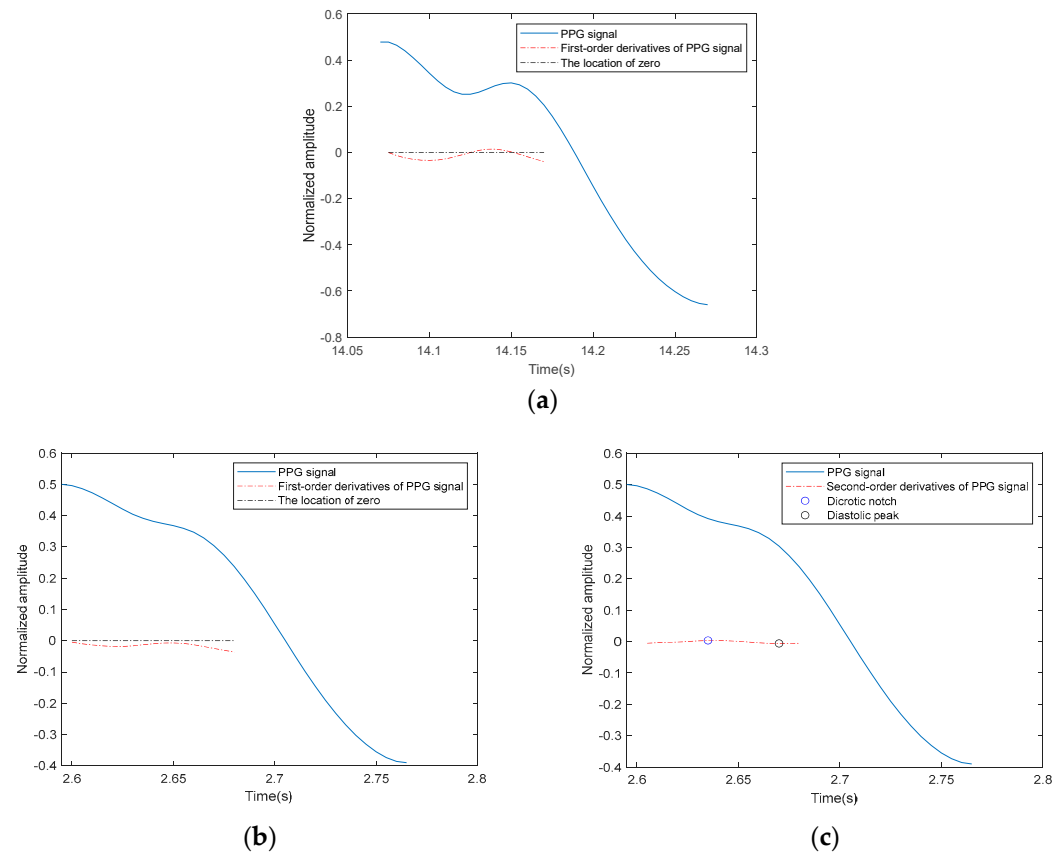 0.6
0.4
0.2
0
-0.2
-0.4
-0.6
-0.8
Normalized amplitude
PPG signal
First-order derivatives of PPG signal
The location of zero
14.05 14.1 14.15 14.2 14.25 14.3
Time(s)
(a)
0.6
0.5
0.4
0.3
0.2
0.1
0
-0.1
-0.2
-0.3
-0.4
Normalized amplitude
PPG signal
First-order derivatives of PPG signal
The location of zero
2.6 2.65 2.7 2.75 2.8
Time(s)
(b)
0.6
0.5
0.4
0.3
0.2
0.1
0
-0.1
-0.2
-0.3
-0.4
Normalized amplitude
PPG signal
Second-order derivatives of PPG signal
Dicrotic notch
Diastolic peak
2.6 2.65 2.7 2.75 2.8
Time(s)
(c)